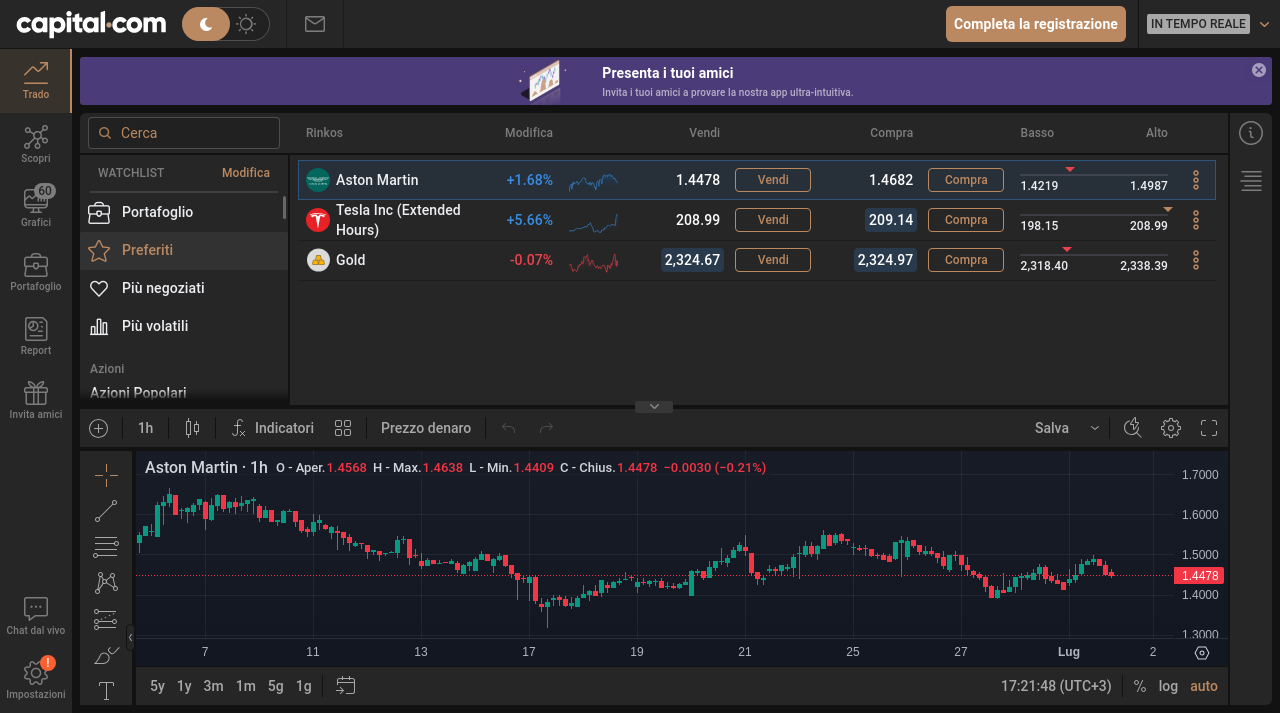 capital.com
Completa la registrazione
IN TEMPO REALE
Trado
Scopri
60
Grafici
Portafoglio
Report
Invita amici
Chat dal vivo
!
Impostazioni
Presenta i tuoi amici
Invita i tuoi amici a provare la nostra app ultra-intuitiva.
Cerca
WATCHLIST Modifica
Portafoglio
Preferiti
Più negoziati
Più volatili
Azioni
Azioni Popolari
Rinkos Modifica Vendi Compra Basso Alto
Aston Martin +1.68% 1.4478 Vendi 1.4682 Compra 1.4219 1.4987
Tesla Inc (Extended
Hours) +5.66% 208.99 Vendi 209.14 Compra 198.15 208.99
Gold -0.07% 2,324.67 Vendi 2,324.97 Compra 2,318.40 2,338.39
1h Indicatori Prezzo denaro Salva
Aston Martin · 1h O - Aper.1.4568 H - Max.1.4638 L - Min.1.4409 C - Chius.1.4478 −0.0030 (−0.21%)
1.7000
1.6000
1.5000
1.4478
1.4000
1.3000
7 11 13 17 19 21 25 27 Lug 2
5y 1y 3m 1m 5g 1g 17:21:48 (UTC+3) % log auto